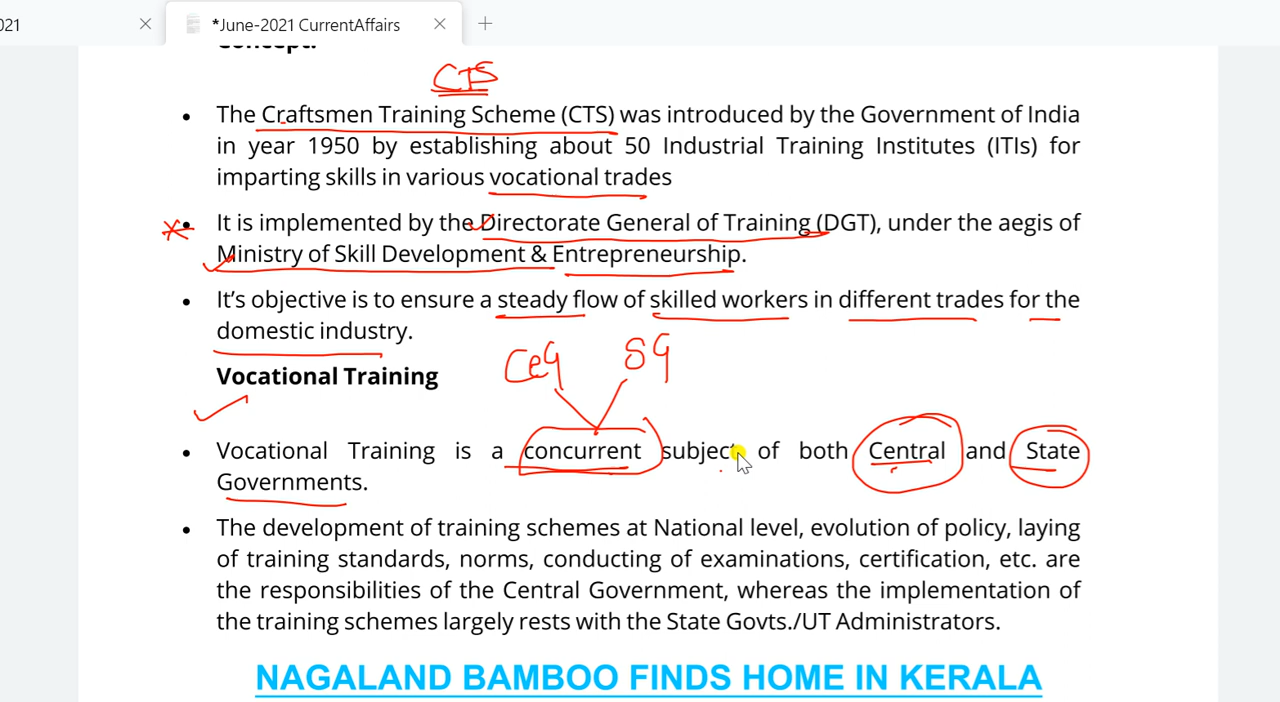 021
*June-2021 CurrentAffairs
Concept:
CTS
The Craftsmen Training Scheme (CTS) was introduced by the Government of India
in year 1950 by establishing about 50 Industrial Training Institutes (ITIs) for
imparting skills in various vocational trades
It is implemented by the Directorate General of Training (DGT), under the aegis of
Ministry of Skill Development & Entrepreneurship.
It's objective is to ensure a steady flow of skilled workers in different trades for the
domestic industry.
CeG SG
Vocational Training
Vocational Training is a concurrent subject of both Central and State
Governments.
The development of training schemes at National level, evolution of policy, laying
of training standards, norms, conducting of examinations, certification, etc. are
the responsibilities of the Central Government, whereas the implementation of
the training schemes largely rests with the State Govts./UT Administrators.
NAGALAND BAMBOO FINDS HOME IN KERALA